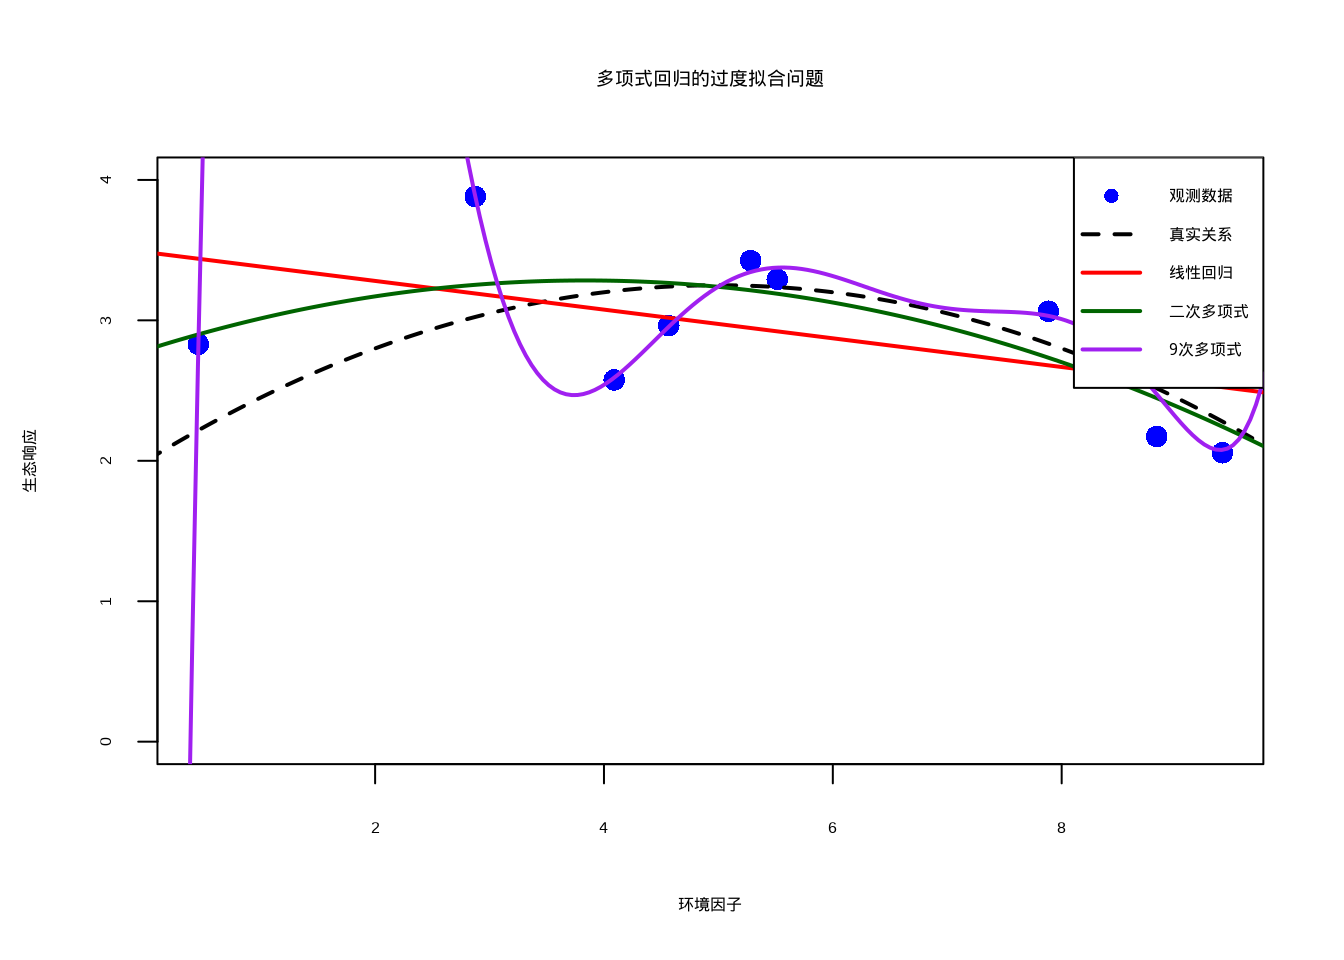 多项式回归的过度拟合问题
观测数据
真实关系
线性回归
二次多项式
9次多项式
生态响应
4
3
2
1
0
2
4
6
8
环境因子